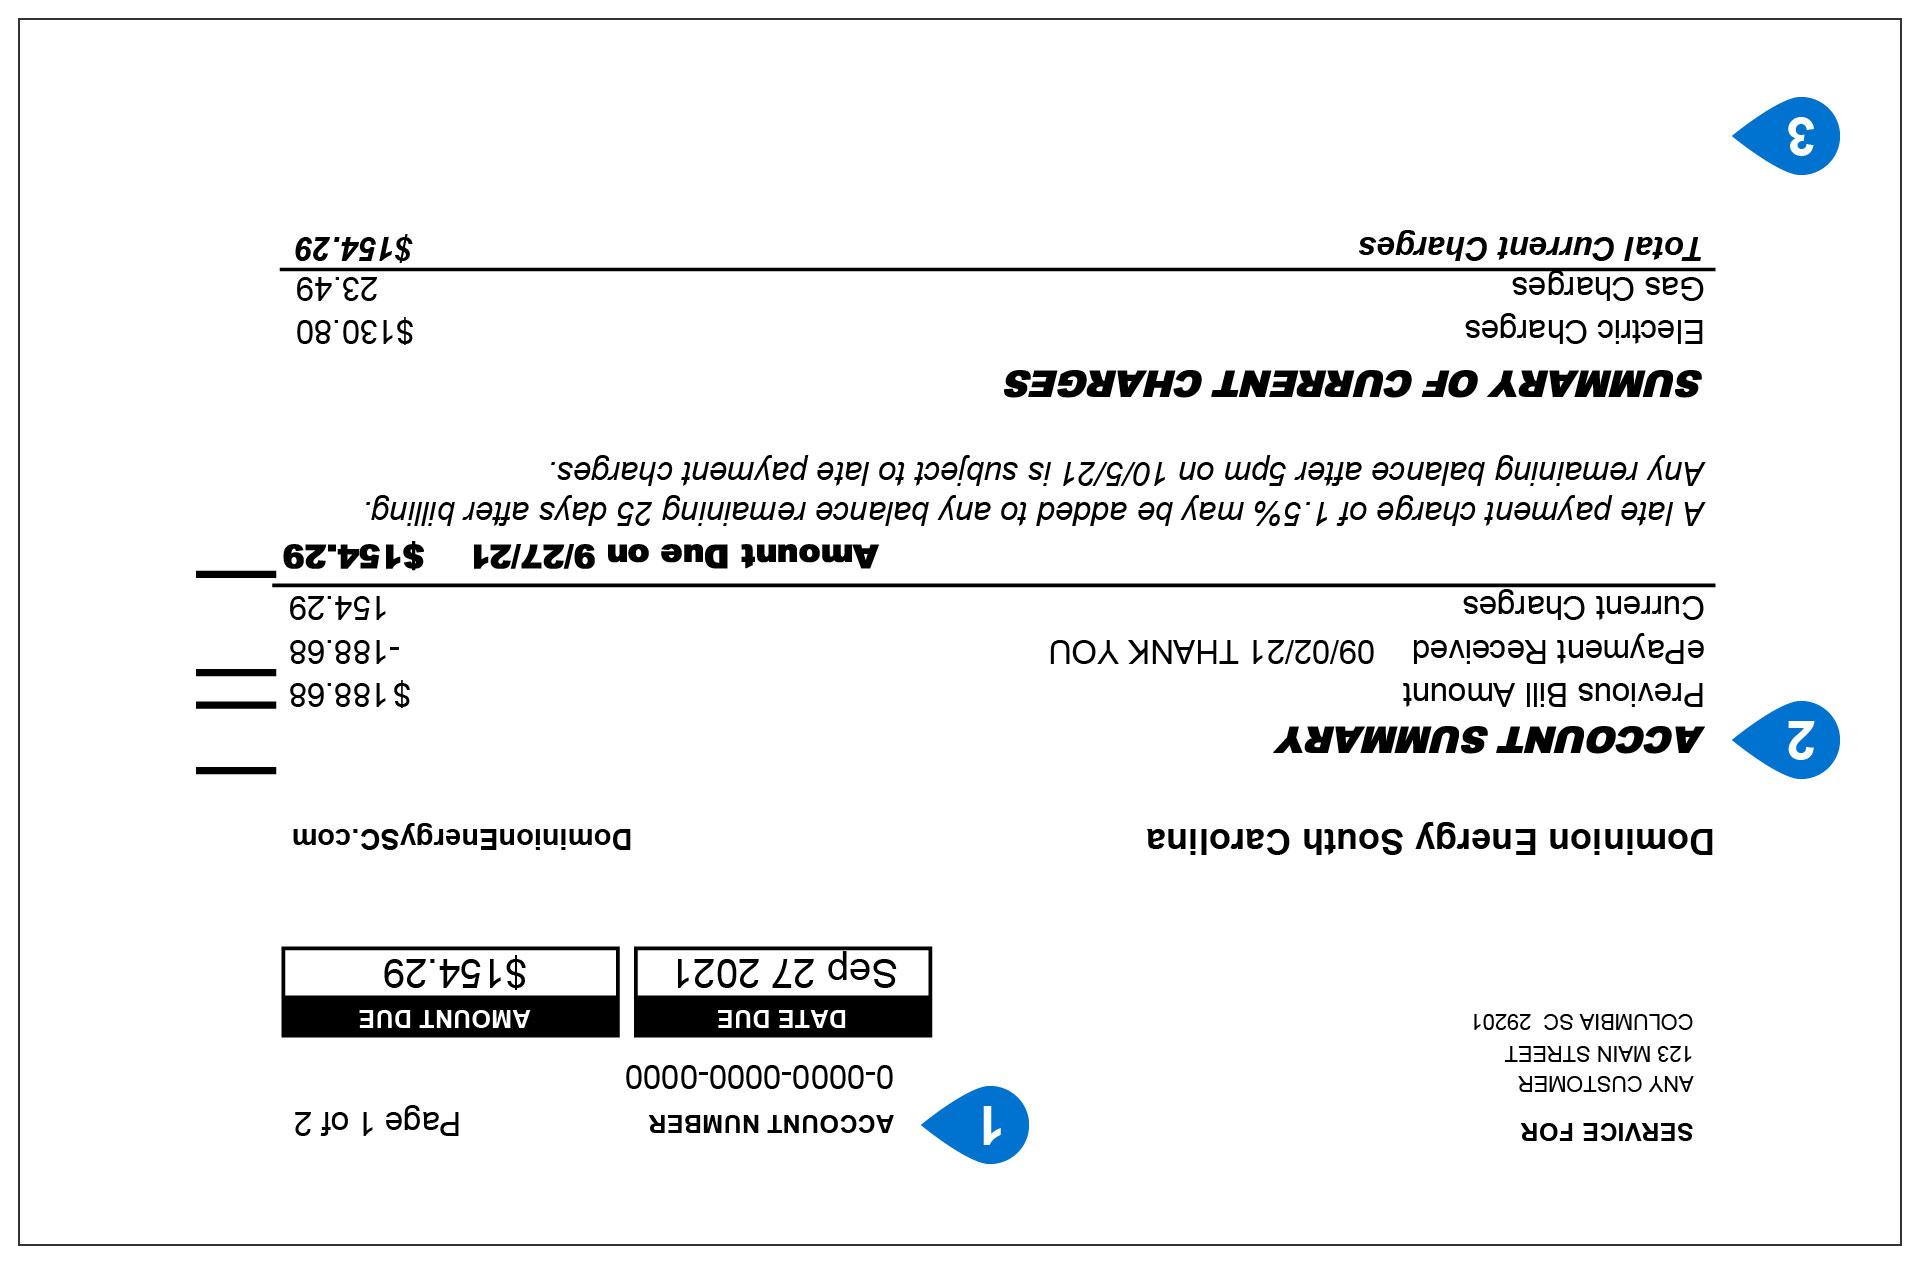 SERVICE FOR
ANY CUSTOMER
123 MAIN STREET
COLUMBIA SC  29201
1
ACCOUNT NUMBER
0-0000-0000-0000
Page 1 of 2
DATE DUE
Sep 27 2021
AMOUNT DUE
$154.29
Dominion Energy South Carolina
DominionEnergySC.com
2
ACCOUNT SUMMARY
Previous Bill Amount $188.68
ePayment Received 09/02/21 THANK YOU -188.68
Current Charges 154.29
Amount Due on 9/27/21 $154.29
A late payment charge of 1.5% may be added to any balance remaining 25 days after billing.
Any remaining balance after 5pm on 10/5/21 is subject to late payment charges.
SUMMARY OF CURRENT CHARGES
Electric Charges $130.80
Gas Charges 23.49
Total Current Charges $154.29
3